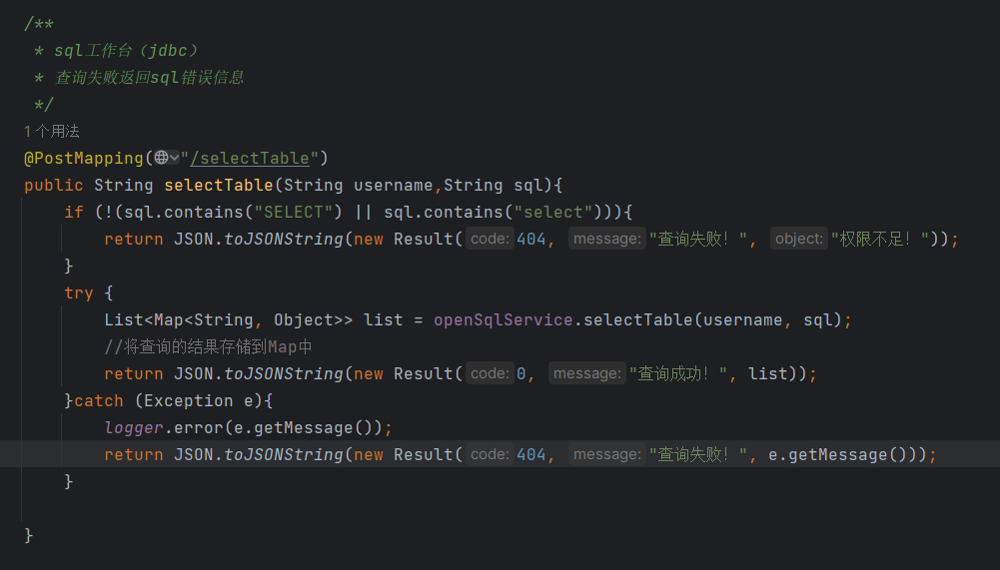 /**
 * sql工作台（jdbc）
 * 查询失败返回sql错误信息
 */
1 个用法
@PostMapping("/selectTable")
public String selectTable(String username,String sql){
if (!(sql.contains("SELECT") || sql.contains("select"))){
return JSON.toJSONString(new Result( code: 404, message: "查询失败！", object: "权限不足！"));
}
try {
List<Map<String, Object>> list = openSqlService.selectTable(username, sql);
//将查询的结果存储到Map中
return JSON.toJSONString(new Result( code: 0, message: "查询成功！", list));
}catch (Exception e){
logger.error(e.getMessage());
return JSON.toJSONString(new Result( code: 404, message: "查询失败！", e.getMessage()));
}
}